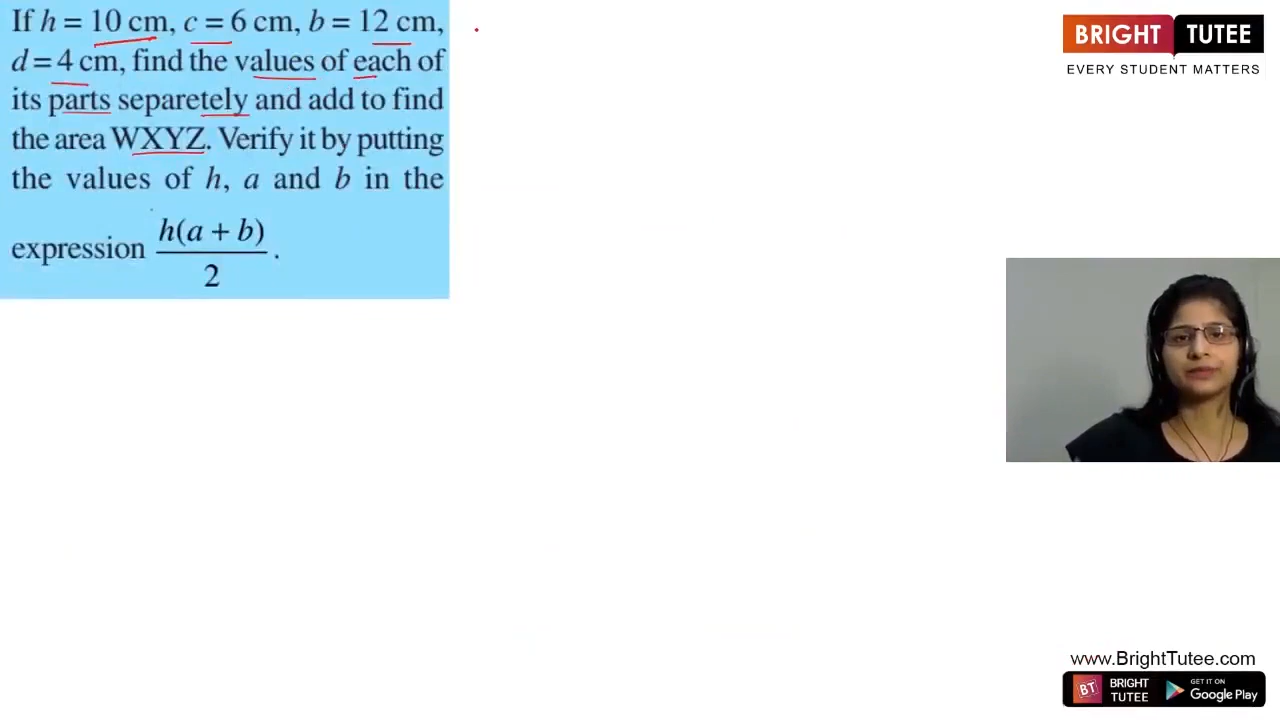 If h = 10 cm, c = 6 cm, b = 12 cm,
d = 4 cm, find the values of each of
its parts separetely and add to find
the area WXYZ. Verify it by putting
the values of h, a and b in the
expression h(a + b)/2.
BRIGHT TUTEE
EVERY STUDENT MATTERS
www.BrightTutee.com
BT BRIGHT TUTEE
GET IT ON
Google Play